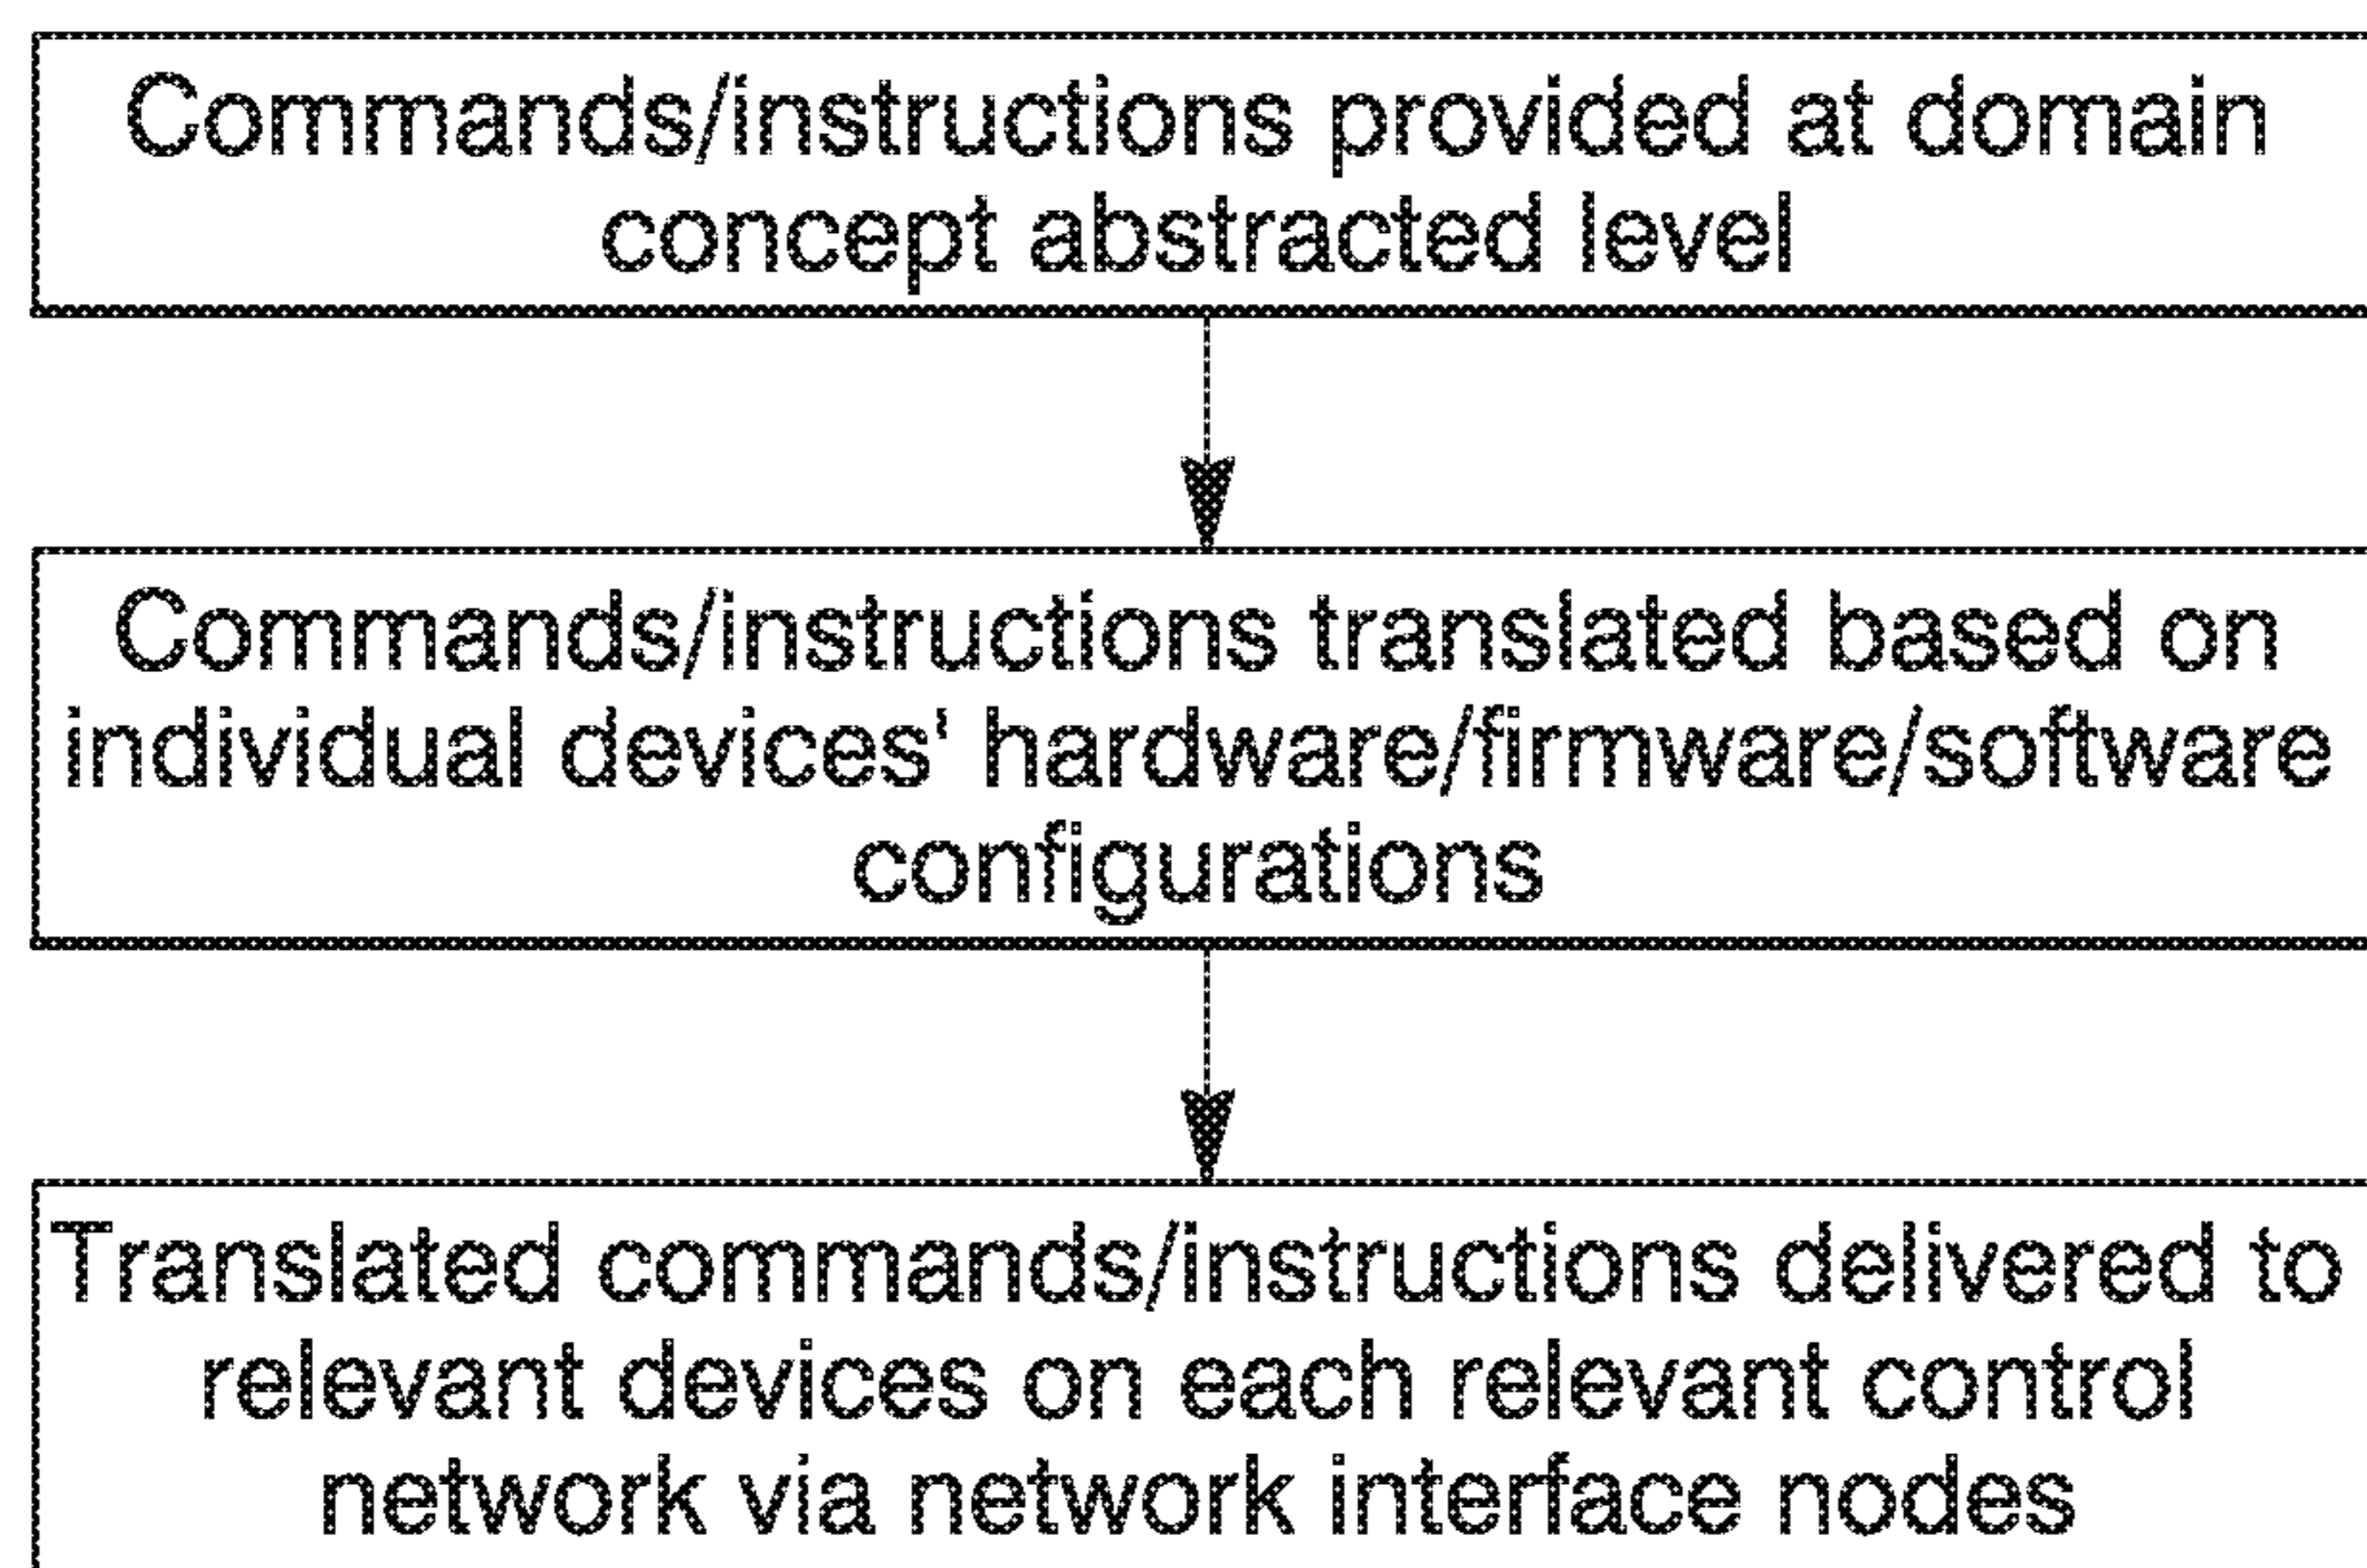 Commands/instructions provided at domain
concept abstracted level
Commands/instructions translated based on
individual devices' hardware/firmware/software
configurations
Translated commands/instructions delivered to
relevant devices on each relevant control
network via network interface nodes